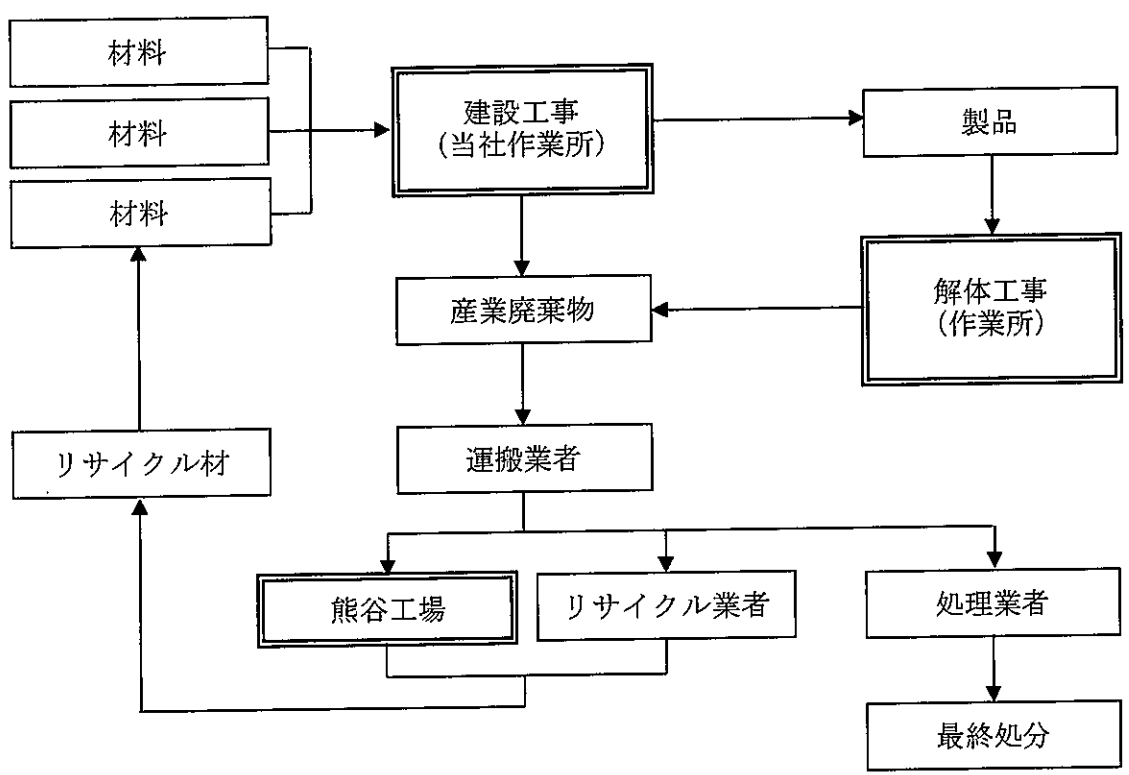 材料
材料
材料
建設工事
(当社作業所)
製品
解体工事
(作業所)
産業廃棄物
運搬業者
リサイクル材
熊谷工場
リサイクル業者
処理業者
最終処分